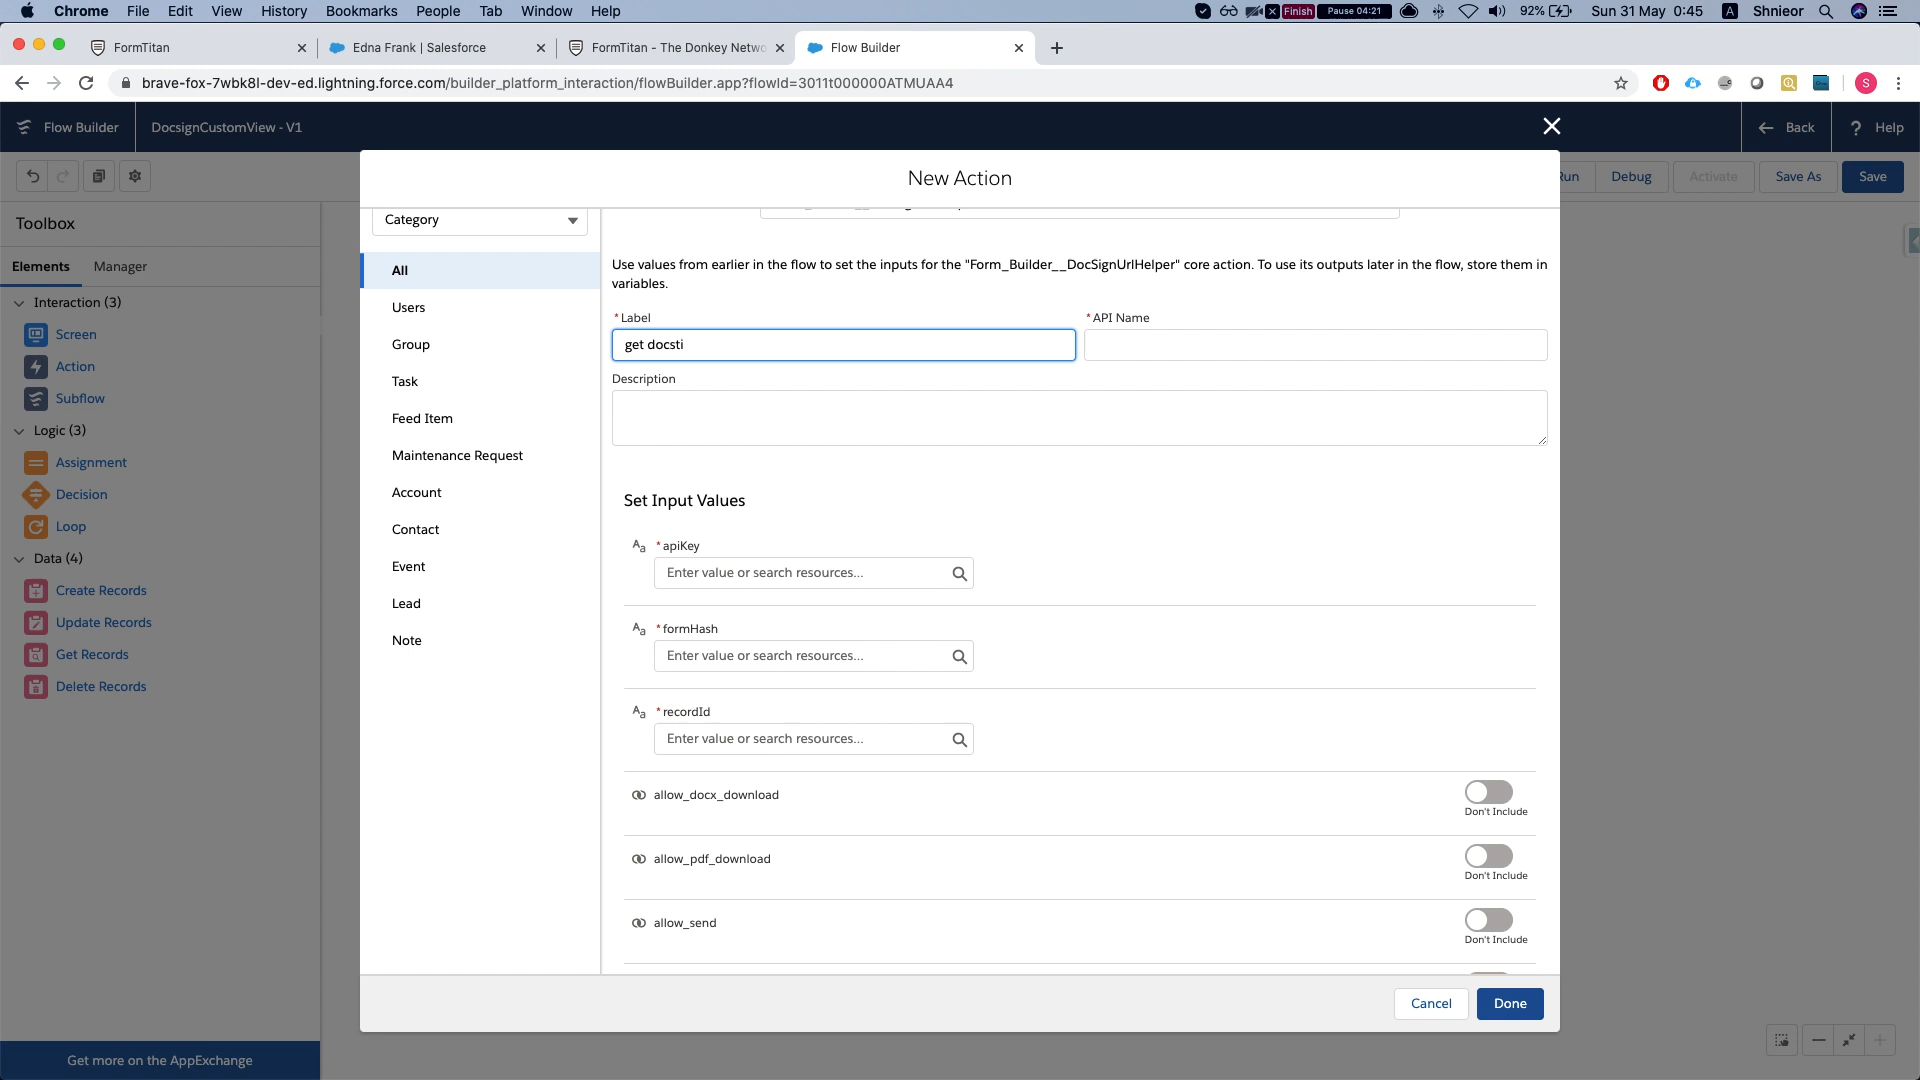 Chrome File Edit View History Bookmarks People Tab Window Help Finish Pause 04:21 92% Sun 31 May 0:45 A Shnieor
FormTitan Edna Frank | Salesforce FormTitan - The Donkey Netwo Flow Builder
brave-fox-7wbk8l-dev-ed.lightning.force.com/builder_platform_interaction/flowBuilder.app?flowId=3011t000000ATMUAA4 S
Flow Builder DocsignCustomView - V1 Back ? Help
New Action
Run Debug Activate Save As Save
Toolbox
Elements Manager
Interaction (3)
Screen
Action
Subflow
Logic (3)
Assignment
Decision
Loop
Data (4)
Create Records
Update Records
Get Records
Delete Records
Get more on the AppExchange
Category
All
Users
Group
Task
Feed Item
Maintenance Request
Account
Contact
Event
Lead
Note
Use values from earlier in the flow to set the inputs for the "Form_Builder__DocSignUrlHelper" core action. To use its outputs later in the flow, store them in
variables.
* Label * API Name
get docsti
Description
Set Input Values
Aa * apiKey
Enter value or search resources...
Aa * formHash
Enter value or search resources...
Aa * recordId
Enter value or search resources...
allow_docx_download
Don't Include
allow_pdf_download
Don't Include
allow_send
Don't Include
Cancel Done